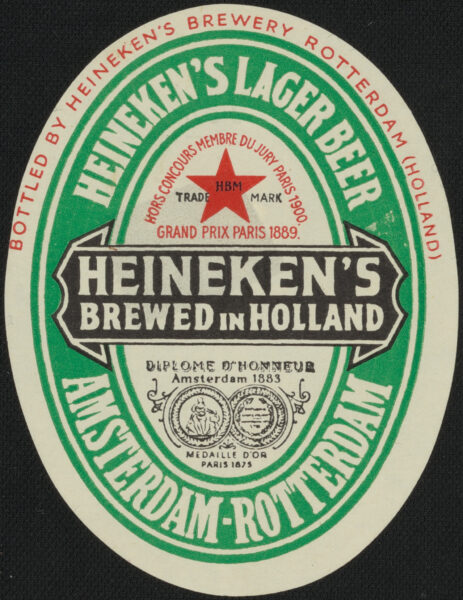 BOTTLED BY HEINEKEN'S BREWERY ROTTERDAM (HOLLAND)
HEINEKEN'S LAGER BEER
HORS CONCOURS MEMBRE DU JURY PARIS 1900.
HBM
TRADE MARK
GRAND PRIX PARIS 1889.
HEINEKEN'S
BREWED IN HOLLAND
DIPLOME D'HONNEUR
Amsterdam 1883
MEDAILLE D'OR
PARIS 1875
AMSTERDAM-ROTTERDAM